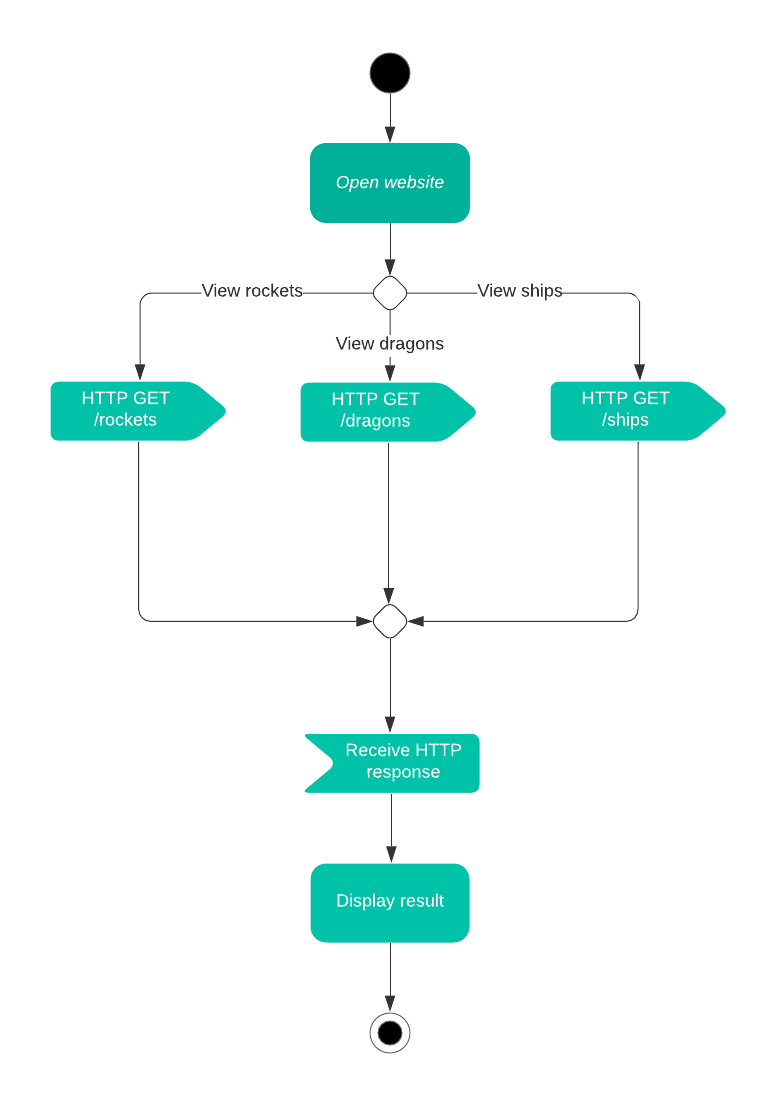 Open website
View rockets
View ships
View dragons
HTTP GET
/rockets
HTTP GET
/dragons
HTTP GET
/ships
Receive HTTP
response
Display result